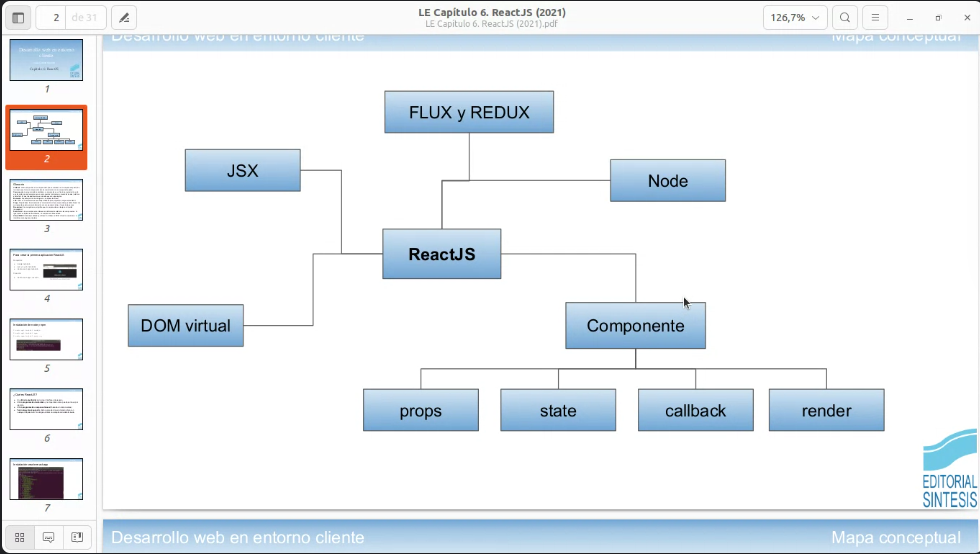 2 de 31
LE Capítulo 6. ReactJS (2021)
LE Capítulo 6. ReactJS (2021).pdf
126,7%
Desarrollo web en entorno cliente
Mapa conceptual
FLUX y REDUX
JSX
Node
ReactJS
DOM virtual
Componente
props
state
callback
render
EDITORIAL
SINTESIS
Desarrollo web en entorno cliente
Mapa conceptual
1
2
3
4
5
6
7